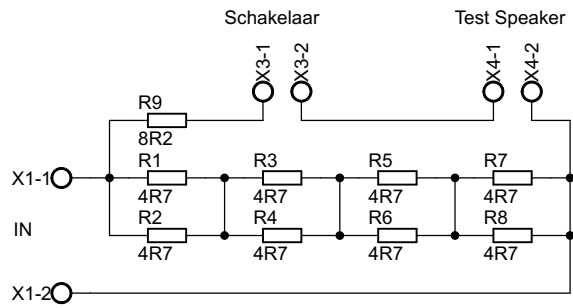 Schakelaar
Test Speaker
X3-1
X3-2
X4-1
X4-2
R9
8R2
R1
R3
R5
R7
X1-1
4R7
4R7
4R7
4R7
R2
R4
R6
R8
IN
4R7
4R7
4R7
4R7
X1-2